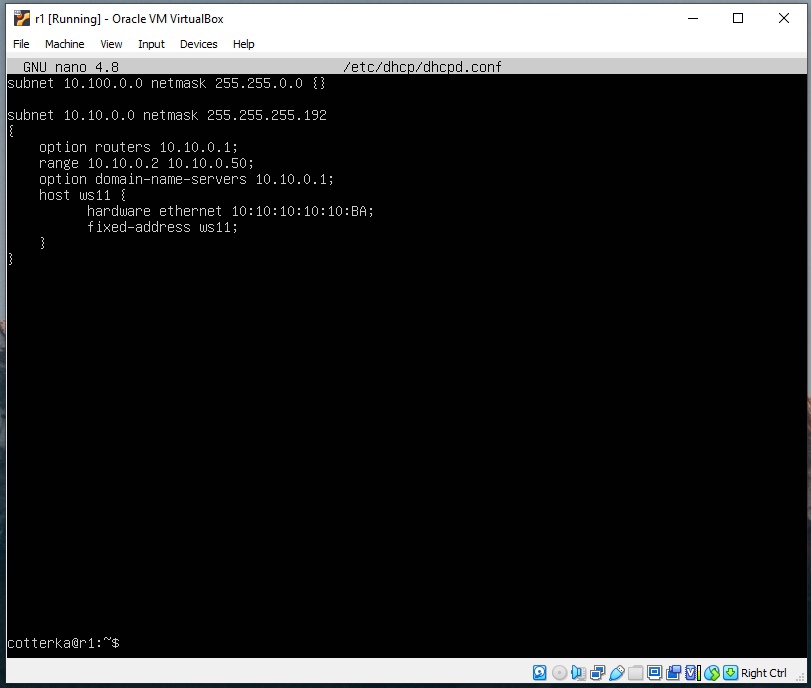 r1 [Running] - Oracle VM VirtualBox
File Machine View Input Devices Help
GNU nano 4.8 /etc/dhcp/dhcpd.conf
subnet 10.100.0.0 netmask 255.255.0.0 {}
subnet 10.10.0.0 netmask 255.255.255.192
{
option routers 10.10.0.1;
range 10.10.0.2 10.10.0.50;
option domain-name-servers 10.10.0.1;
host ws11 {
hardware ethernet 10:10:10:10:10:BA;
fixed-address ws11;
}
}
cotterka@r1:~$
Right Ctrl